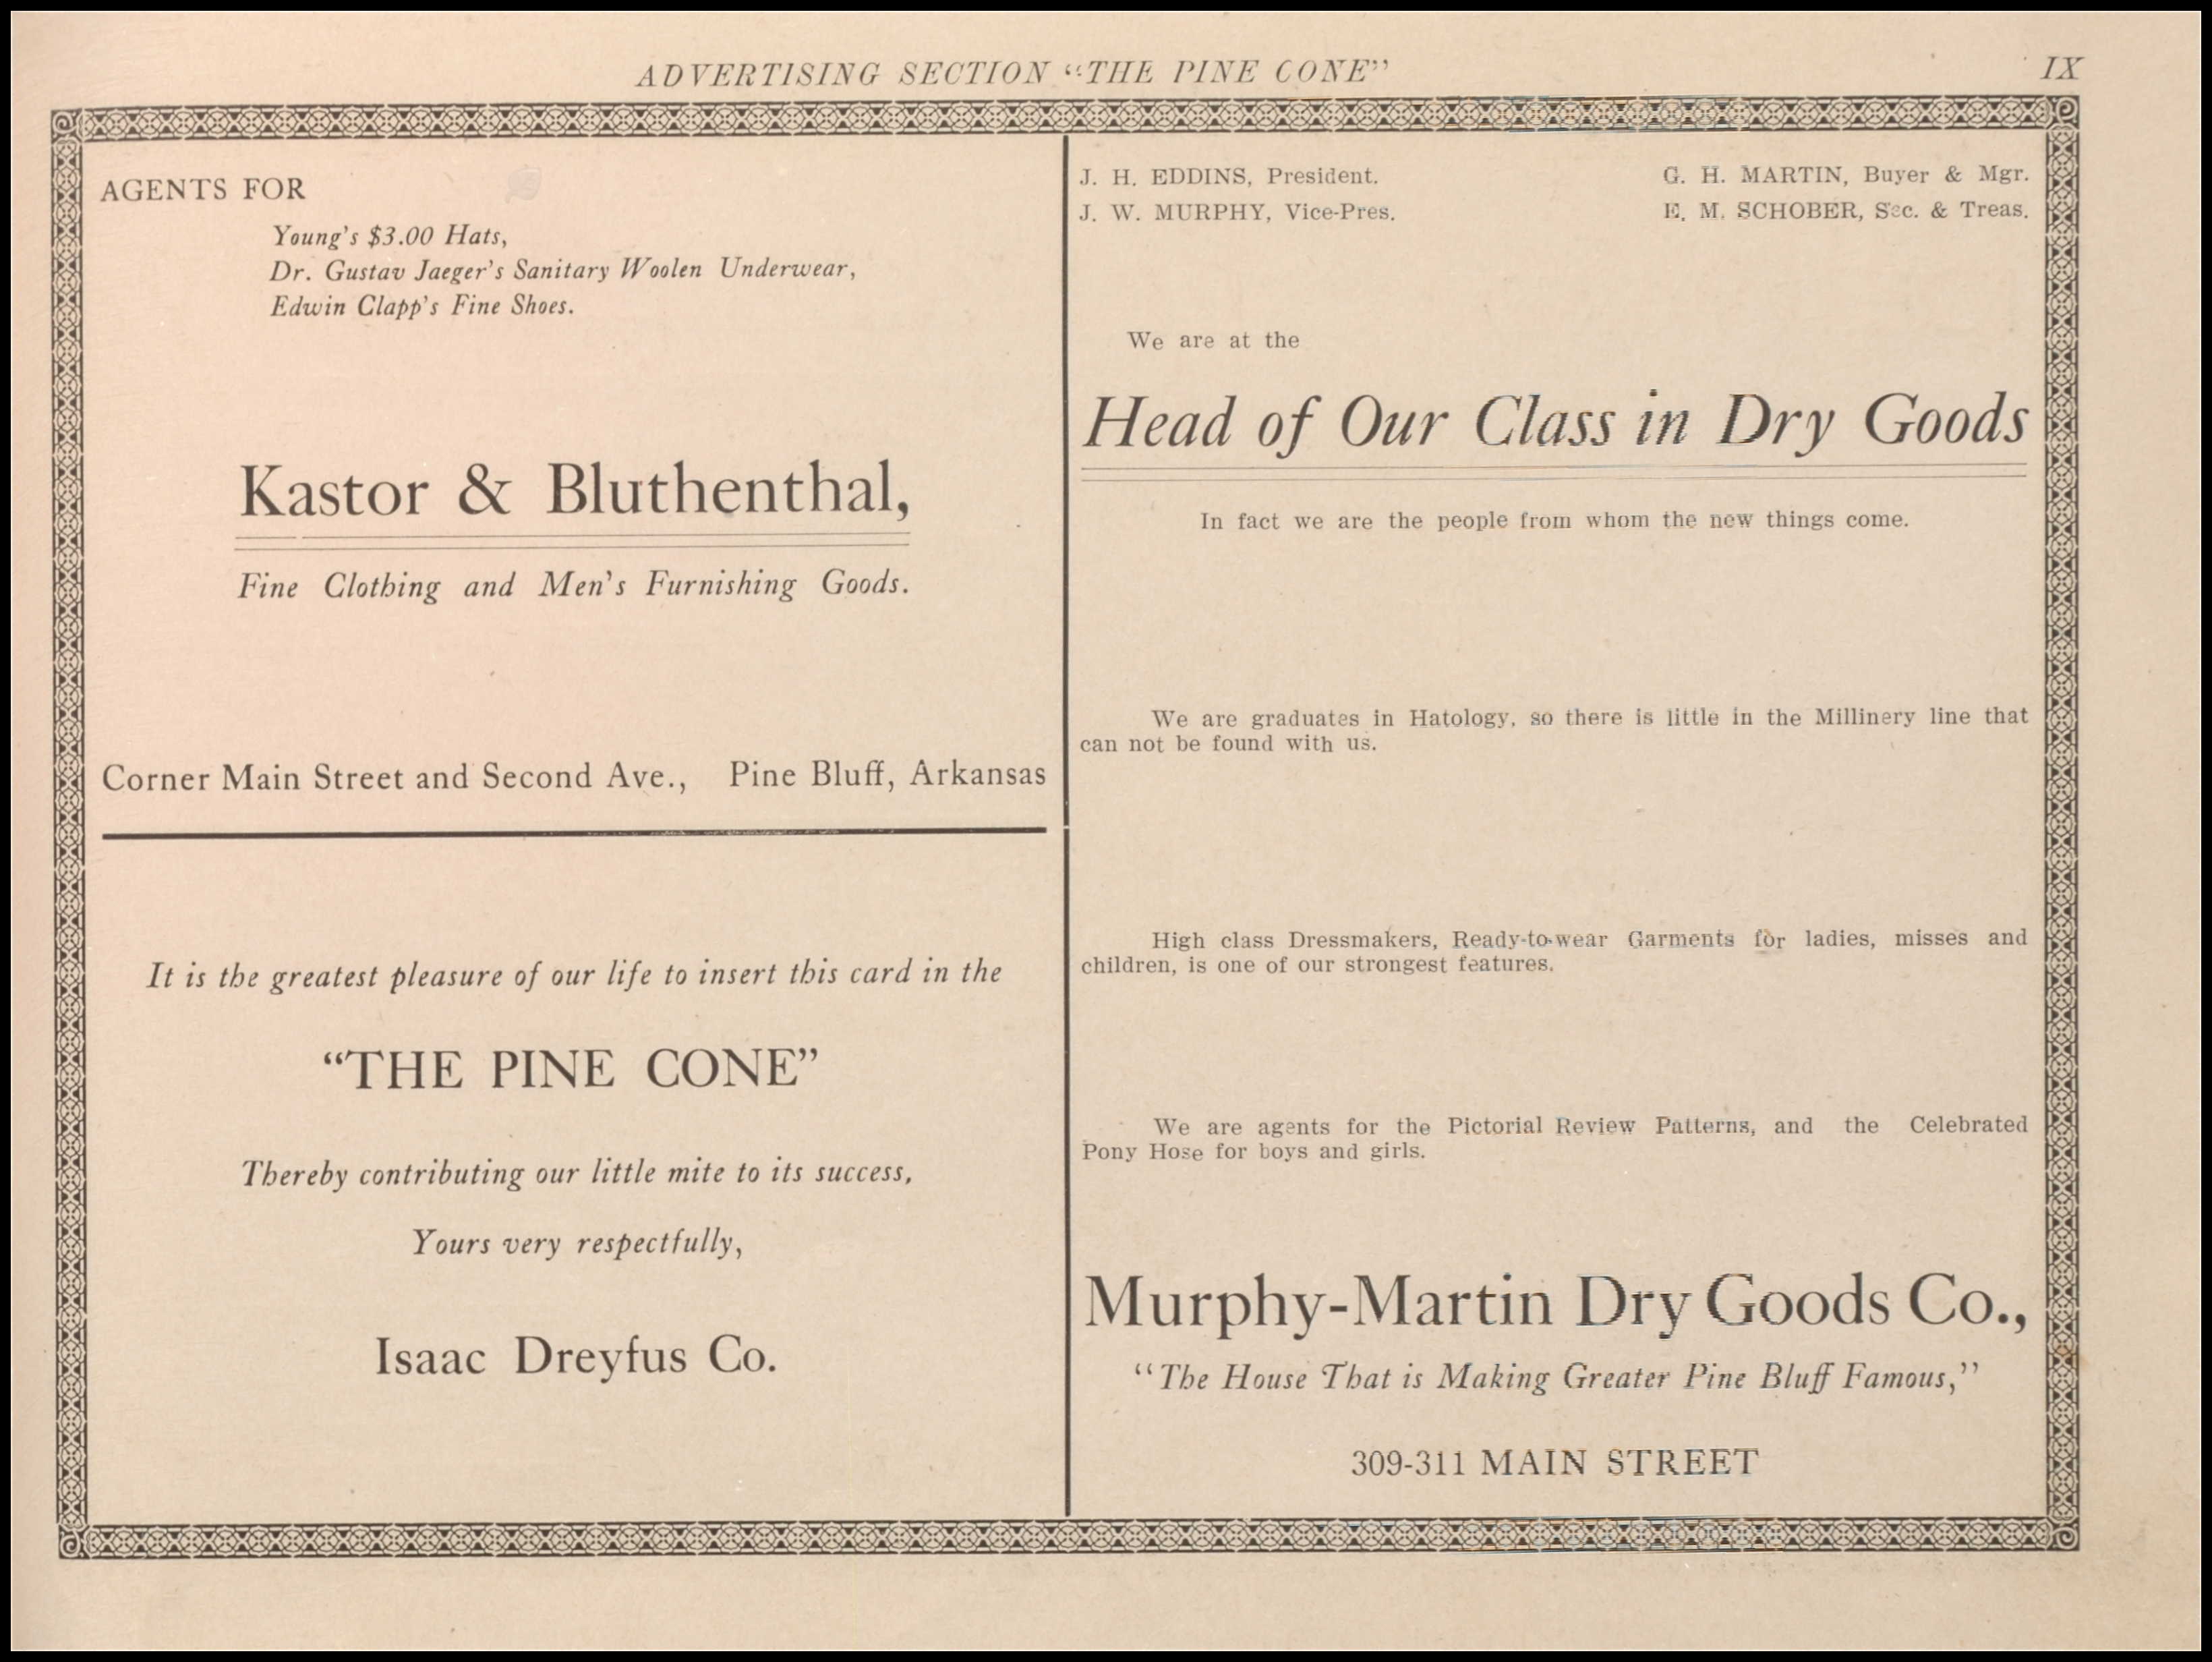 ADVERTISING SECTION “THE PINE CONE”
IX
AGENTS FOR
Young's $3.00 Hats,
Dr. Gustav Jaeger's Sanitary Woolen Underwear,
Edwin Clapp's Fine Shoes.
Kastor & Bluthenthal,
Fine Clothing and Men's Furnishing Goods.
Corner Main Street and Second Ave., Pine Bluff, Arkansas
It is the greatest pleasure of our life to insert this card in the
“THE PINE CONE”
Thereby contributing our little mite to its success,
Yours very respectfully,
Isaac Dreyfus Co.
J. H. EDDINS, President.
G. H. MARTIN, Buyer & Mgr.
J. W. MURPHY, Vice-Pres.
E. M. SCHOBER, Sec. & Treas.
We are at the
Head of Our Class in Dry Goods
In fact we are the people from whom the new things come.
We are graduates in Hatology, so there is little in the Millinery line that
can not be found with us.
High class Dressmakers, Ready-to-wear Garments for ladies, misses and
children, is one of our strongest features.
We are agents for the Pictorial Review Patterns, and the Celebrated
Pony Hose for boys and girls.
Murphy-Martin Dry Goods Co.,
“The House That is Making Greater Pine Bluff Famous,”
309-311 MAIN STREET